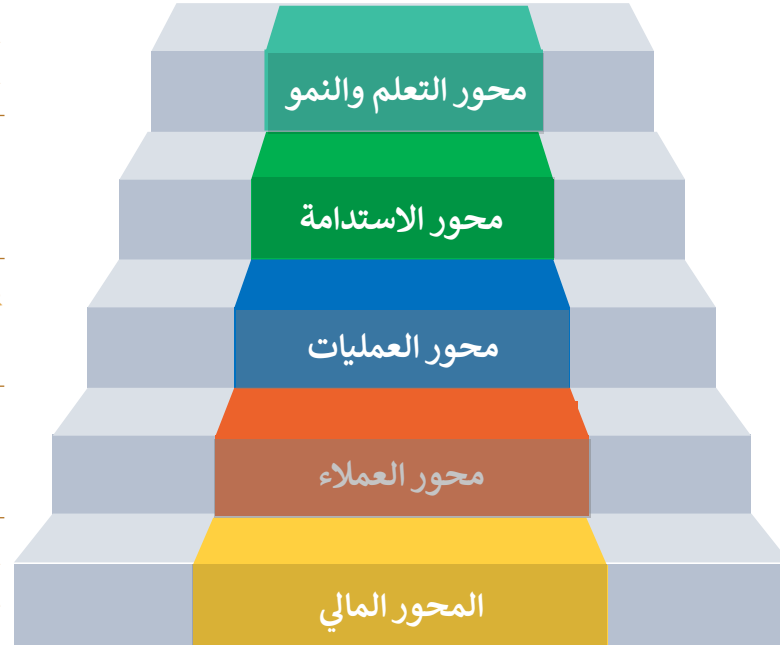 محور التعلم والنمو
محور الاستدامة
محور العمليات
محور العملاء
المحور المالي